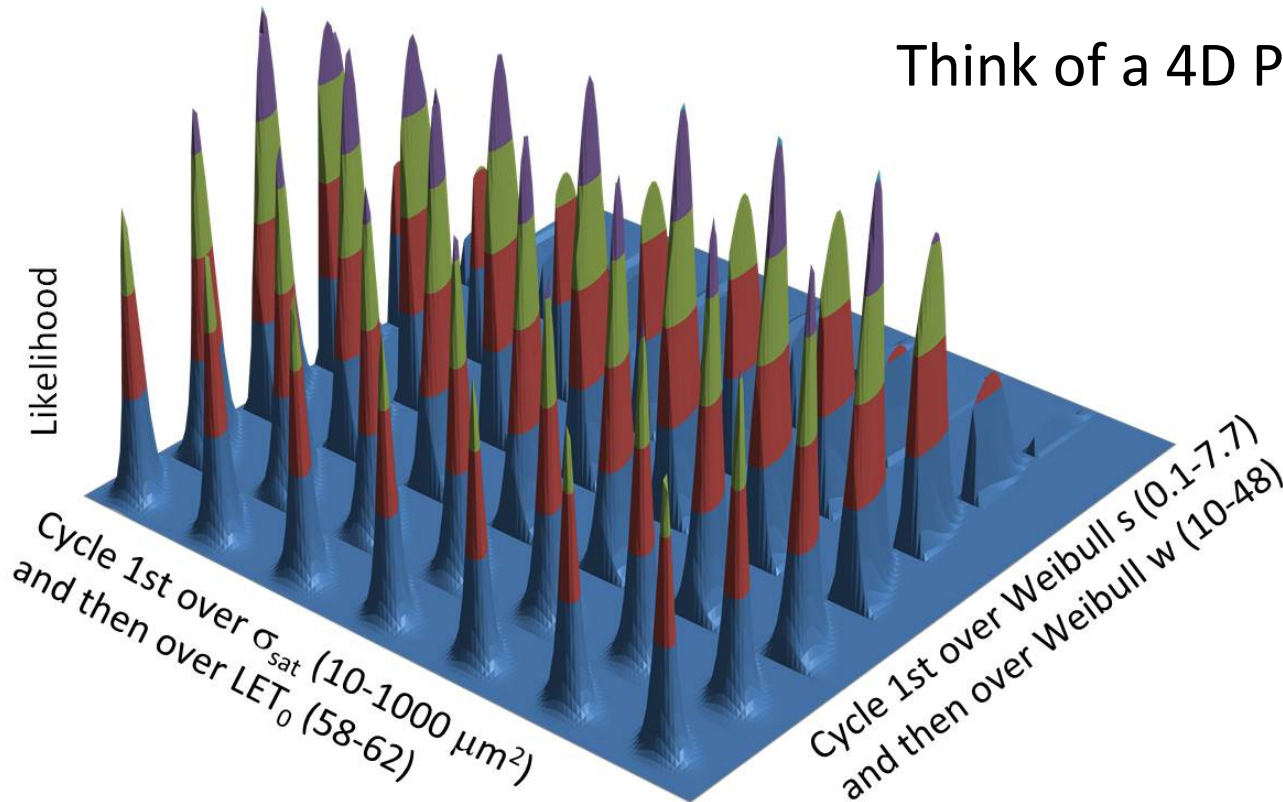 Think of a 4D P
Likelihood
Cycle 1st over σsat (10-1000 μm²)
and then over LET₀ (58-62)
Cycle 1st over Weibull s (0.1-7.7)
and then over Weibull w (10-48)